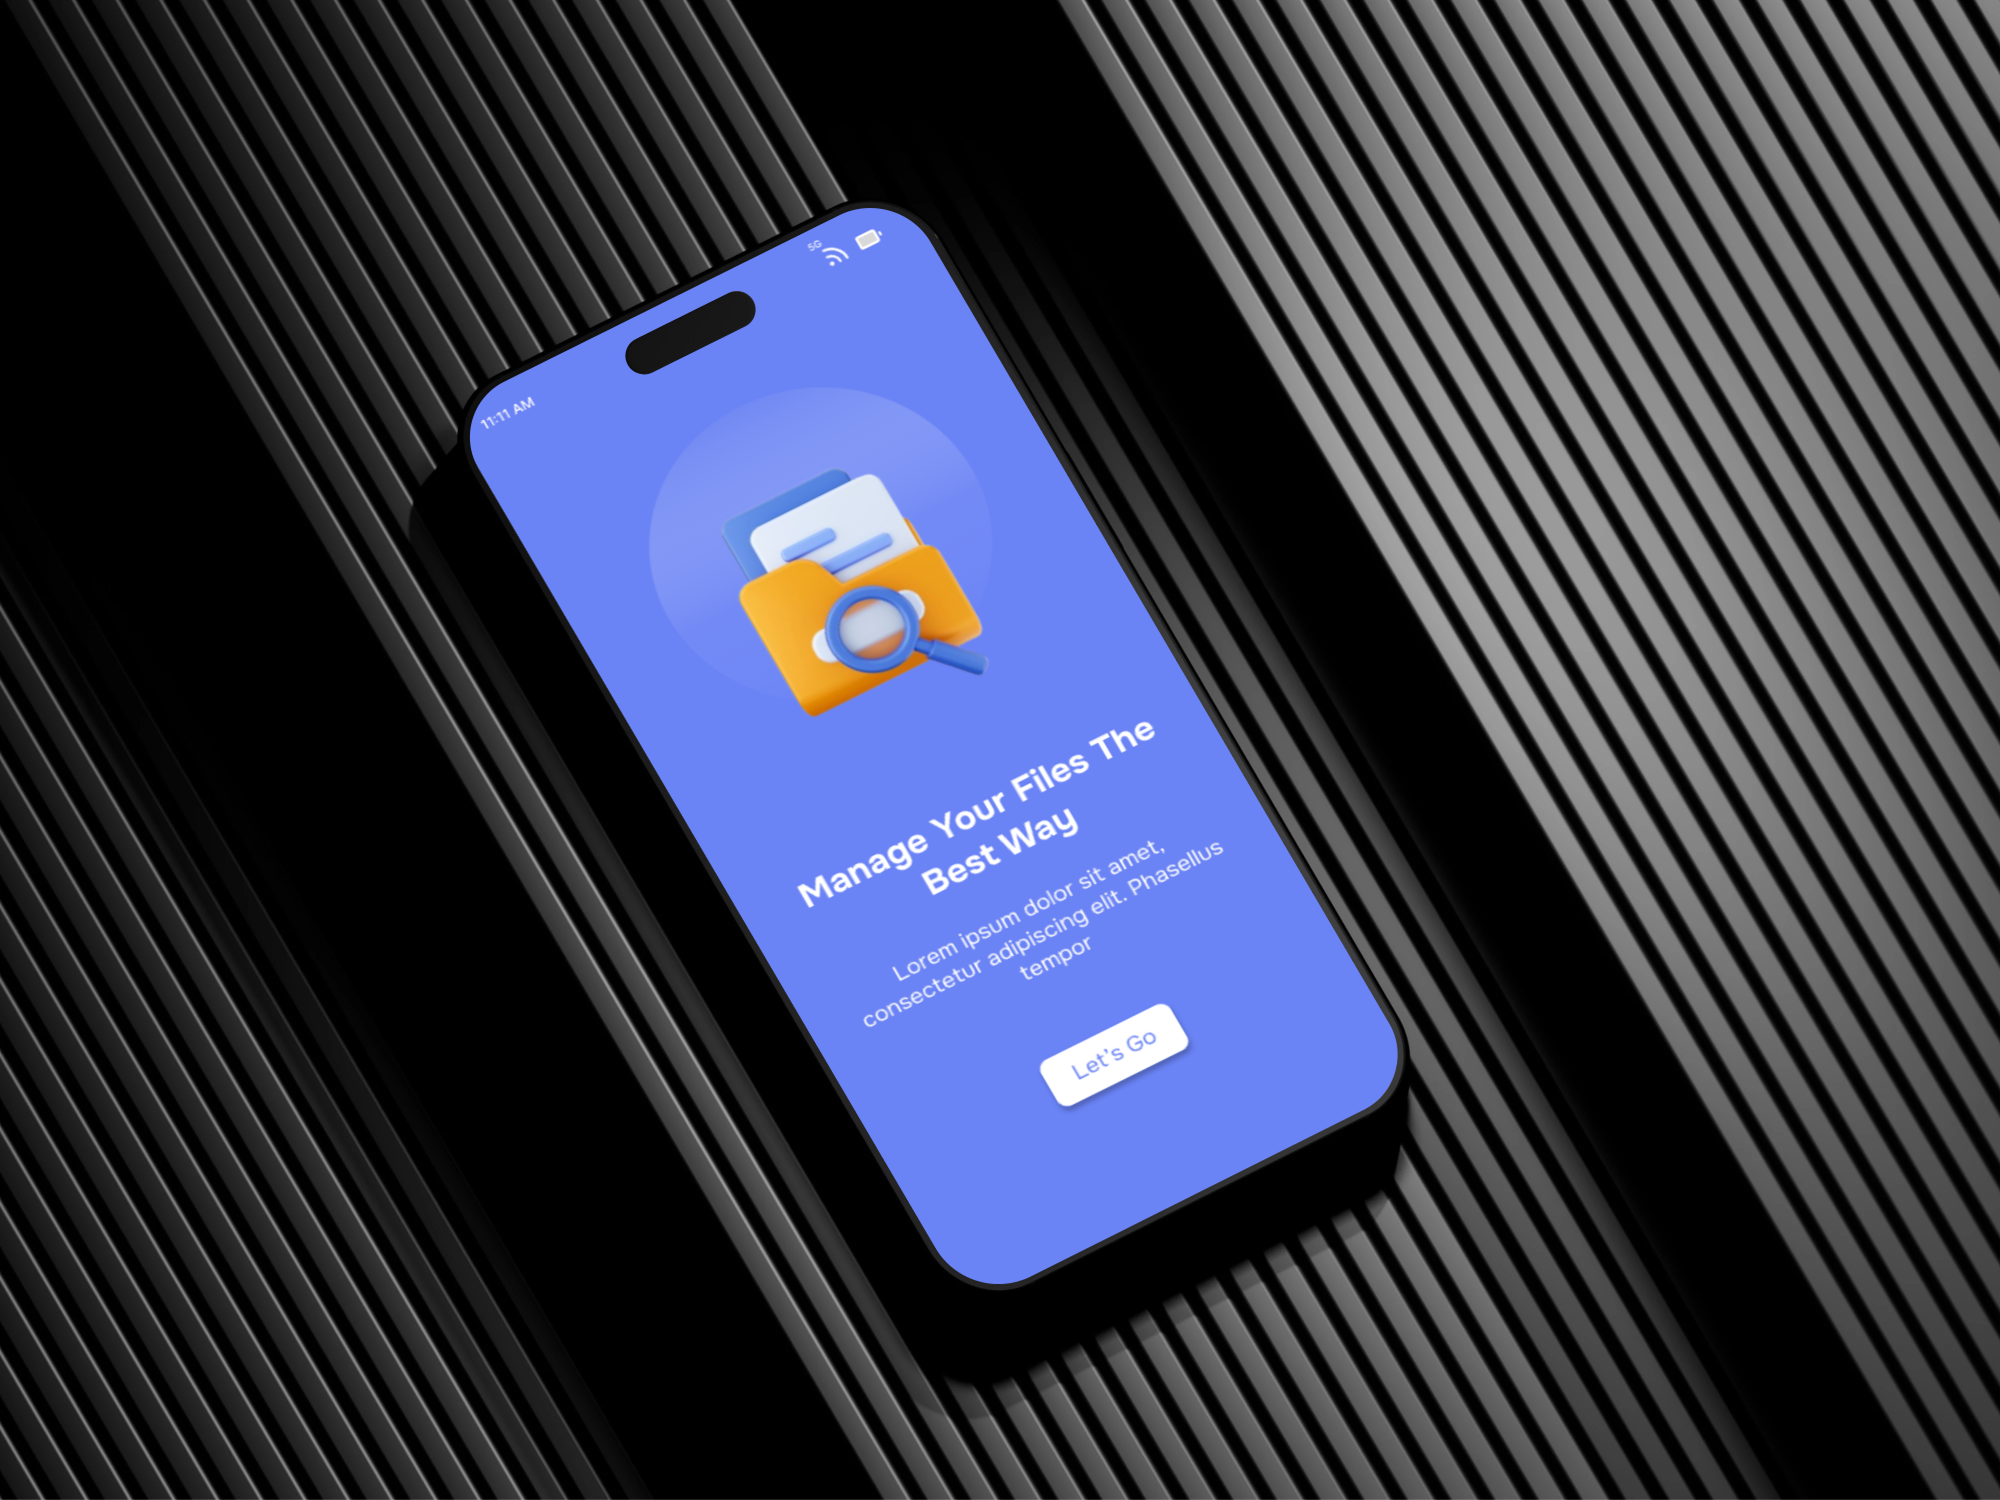 11:11 AM
5G
Manage Your Files The
Best Way
Lorem ipsum dolor sit amet,
consectetur adipiscing elit. Phasellus
tempor
Let's Go